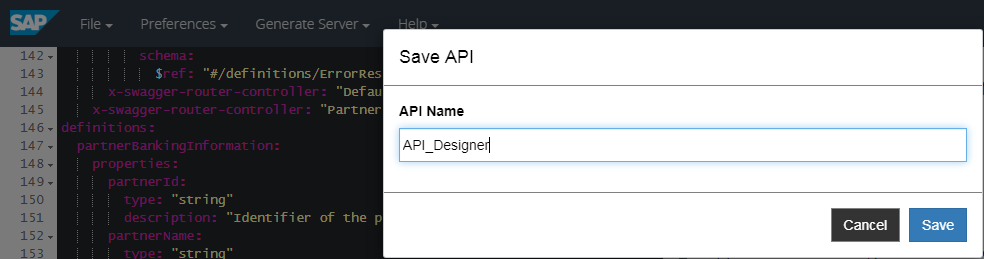 SAP File Preferences Generate Server Help
Save API
API Name
API_Designer
Cancel Save
142 schema:
143 $ref: "#/definitions/ErrorRes
144 x-swagger-router-controller: "Defau
145 x-swagger-router-controller: "Partner
146 definitions:
147 partnerBankingInformation:
148 properties:
149 partnerId:
150 type: "string"
151 description: "Identifier of the p
152 partnerName:
153 type: "string"